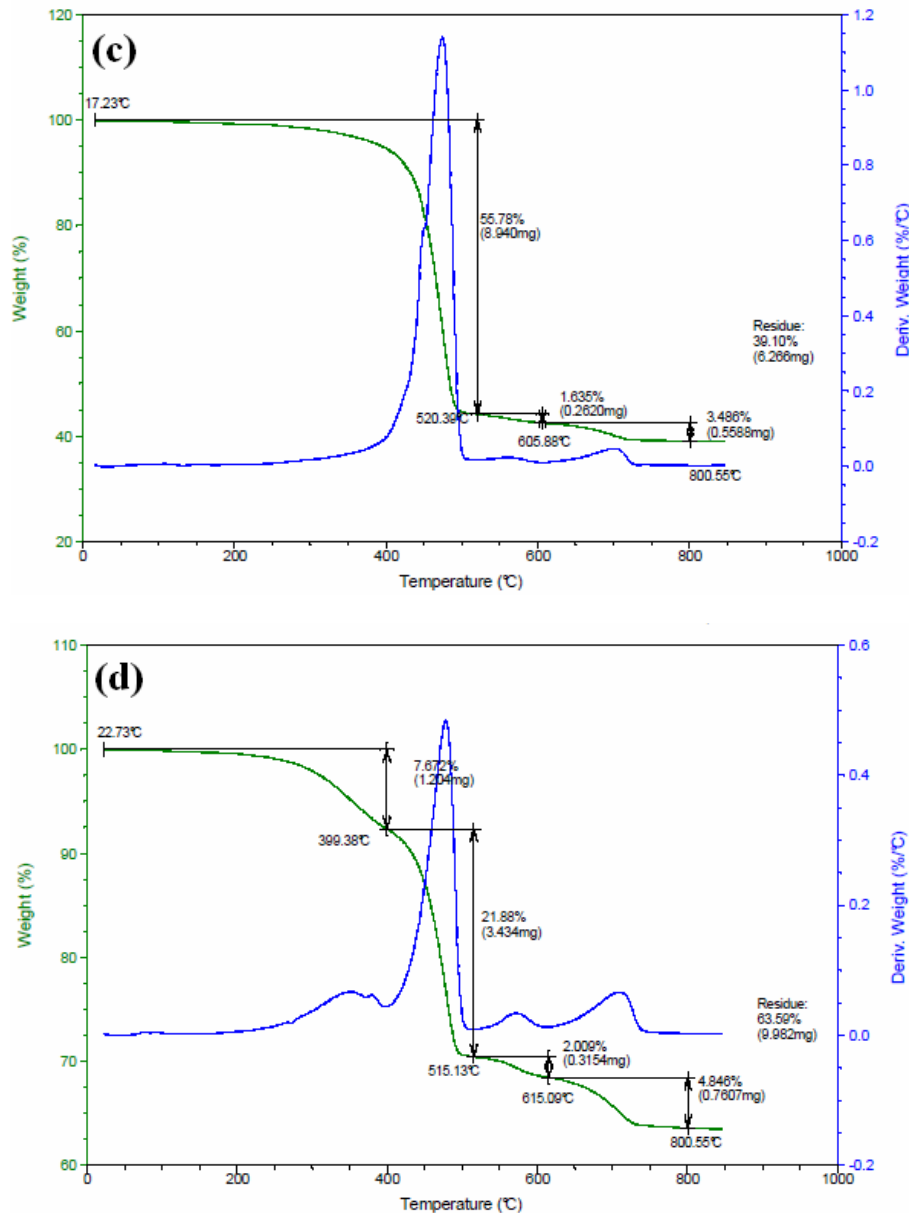 (c)
120
100
80
60
40
20
Weight (%)
1.2
1.0
0.8
0.6
0.4
0.2
0.0
-0.2
Deriv. Weight (%/°C)
17.23°C
55.78%
(8.940mg)
520.39°C
1.635%
(0.2620mg)
605.88°C
3.486%
(0.5588mg)
800.55°C
Residue:
39.10%
(6.266mg)
0
200
400
600
800
1000
Temperature (°C)
(d)
110
100
90
80
70
60
Weight (%)
0.6
0.4
0.2
0.0
-0.2
Deriv. Weight (%/°C)
22.73°C
7.672%
(1.204mg)
399.38°C
21.88%
(3.434mg)
515.13°C
2.009%
(0.3154mg)
615.09°C
4.846%
(0.7607mg)
800.55°C
Residue:
63.59%
(9.982mg)
0
200
400
600
800
1000
Temperature (°C)